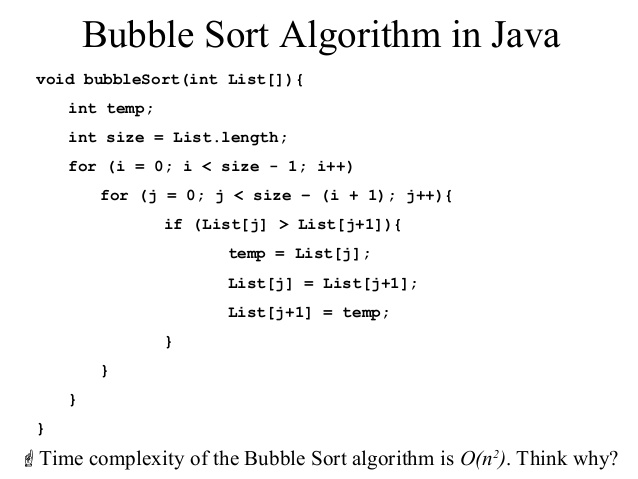 Bubble Sort Algorithm in Java
void bubbleSort(int List[]){
int temp;
int size = List.length;
for (i = 0; i < size - 1; i++)
for (j = 0; j < size – (i + 1); j++){
if (List[j] > List[j+1]){
temp = List[j];
List[j] = List[j+1];
List[j+1] = temp;
}
}
}
}
☝ Time complexity of the Bubble Sort algorithm is O(n²). Think why?